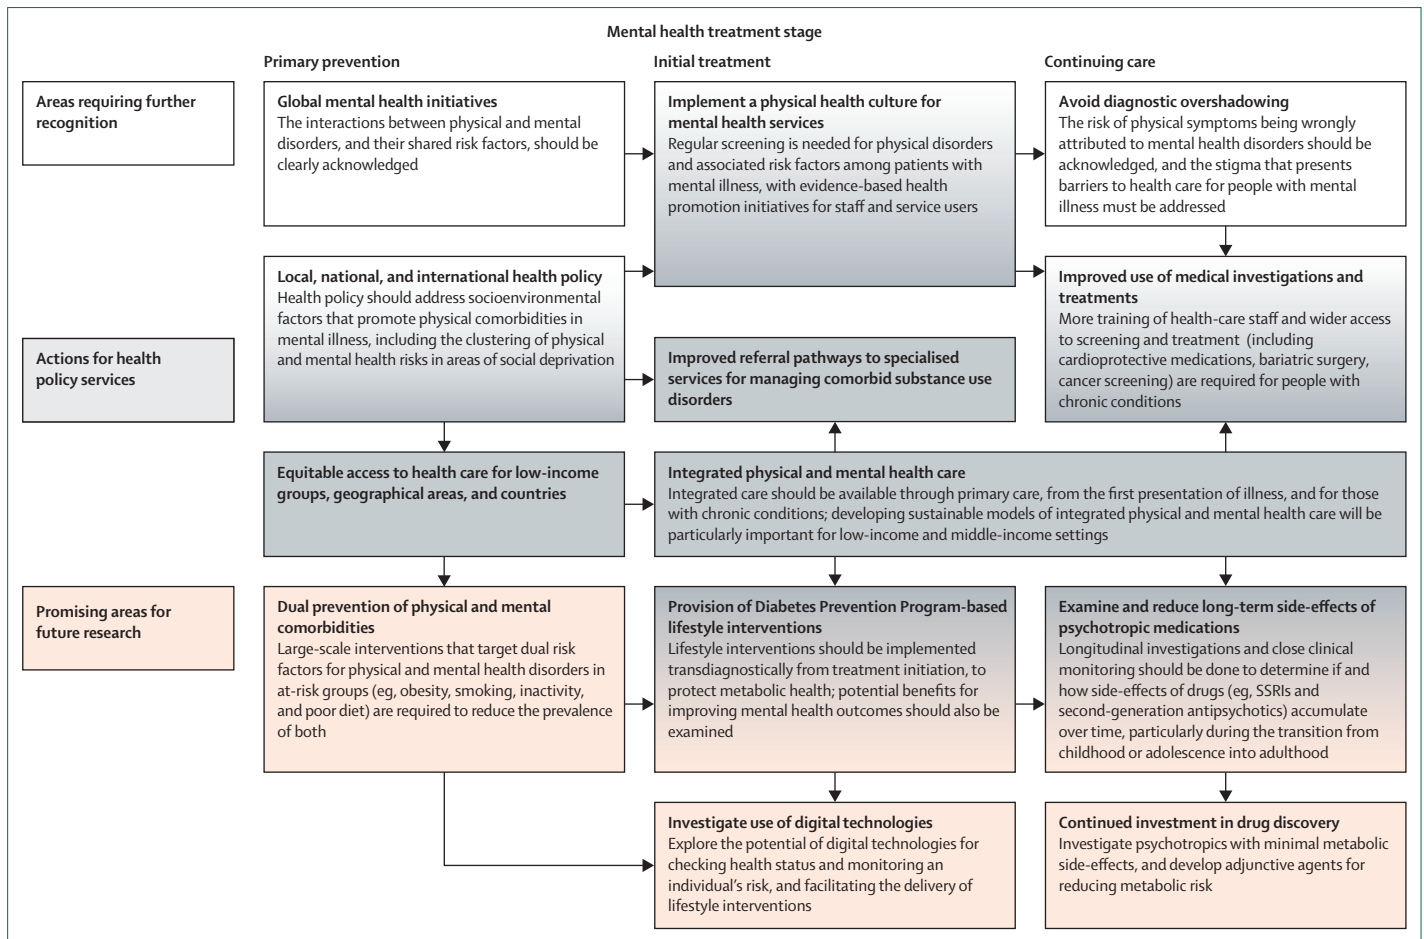 Mental health treatment stage
Primary prevention
Initial treatment
Continuing care
Areas requiring further
recognition
Global mental health initiatives
The interactions between physical and mental
disorders, and their shared risk factors, should be
clearly acknowledged
Implement a physical health culture for
mental health services
Regular screening is needed for physical disorders
and associated risk factors among patients with
mental illness, with evidence-based health
promotion initiatives for staff and service users
Avoid diagnostic overshadowing
The risk of physical symptoms being wrongly
attributed to mental health disorders should be
acknowledged, and the stigma that presents
barriers to health care for people with mental
illness must be addressed
Local, national, and international health policy
Health policy should address socioenvironmental
factors that promote physical comorbidities in
mental illness, including the clustering of physical
and mental health risks in areas of social deprivation
Improved use of medical investigations and
treatments
More training of health-care staff and wider access
to screening and treatment (including
cardioprotective medications, bariatric surgery,
cancer screening) are required for people with
chronic conditions
Actions for health
policy services
Improved referral pathways to specialised
services for managing comorbid substance use
disorders
Equitable access to health care for low-income
groups, geographical areas, and countries
Integrated physical and mental health care
Integrated care should be available through primary care, from the first presentation of illness, and for those
with chronic conditions; developing sustainable models of integrated physical and mental health care will be
particularly important for low-income and middle-income settings
Promising areas for
future research
Dual prevention of physical and mental
comorbidities
Large-scale interventions that target dual risk
factors for physical and mental health disorders in
at-risk groups (eg, obesity, smoking, inactivity,
and poor diet) are required to reduce the prevalence
of both
Provision of Diabetes Prevention Program-based
lifestyle interventions
Lifestyle interventions should be implemented
transdiagnostically from treatment initiation, to
protect metabolic health; potential benefits for
improving mental health outcomes should also be
examined
Examine and reduce long-term side-effects of
psychotropic medications
Longitudinal investigations and close clinical
monitoring should be done to determine if and
how side-effects of drugs (eg, SSRIs and
second-generation antipsychotics) accumulate
over time, particularly during the transition from
childhood or adolescence into adulthood
Investigate use of digital technologies
Explore the potential of digital technologies for
checking health status and monitoring an
individual's risk, and facilitating the delivery of
lifestyle interventions
Continued investment in drug discovery
Investigate psychotropics with minimal metabolic
side-effects, and develop adjunctive agents for
reducing metabolic risk